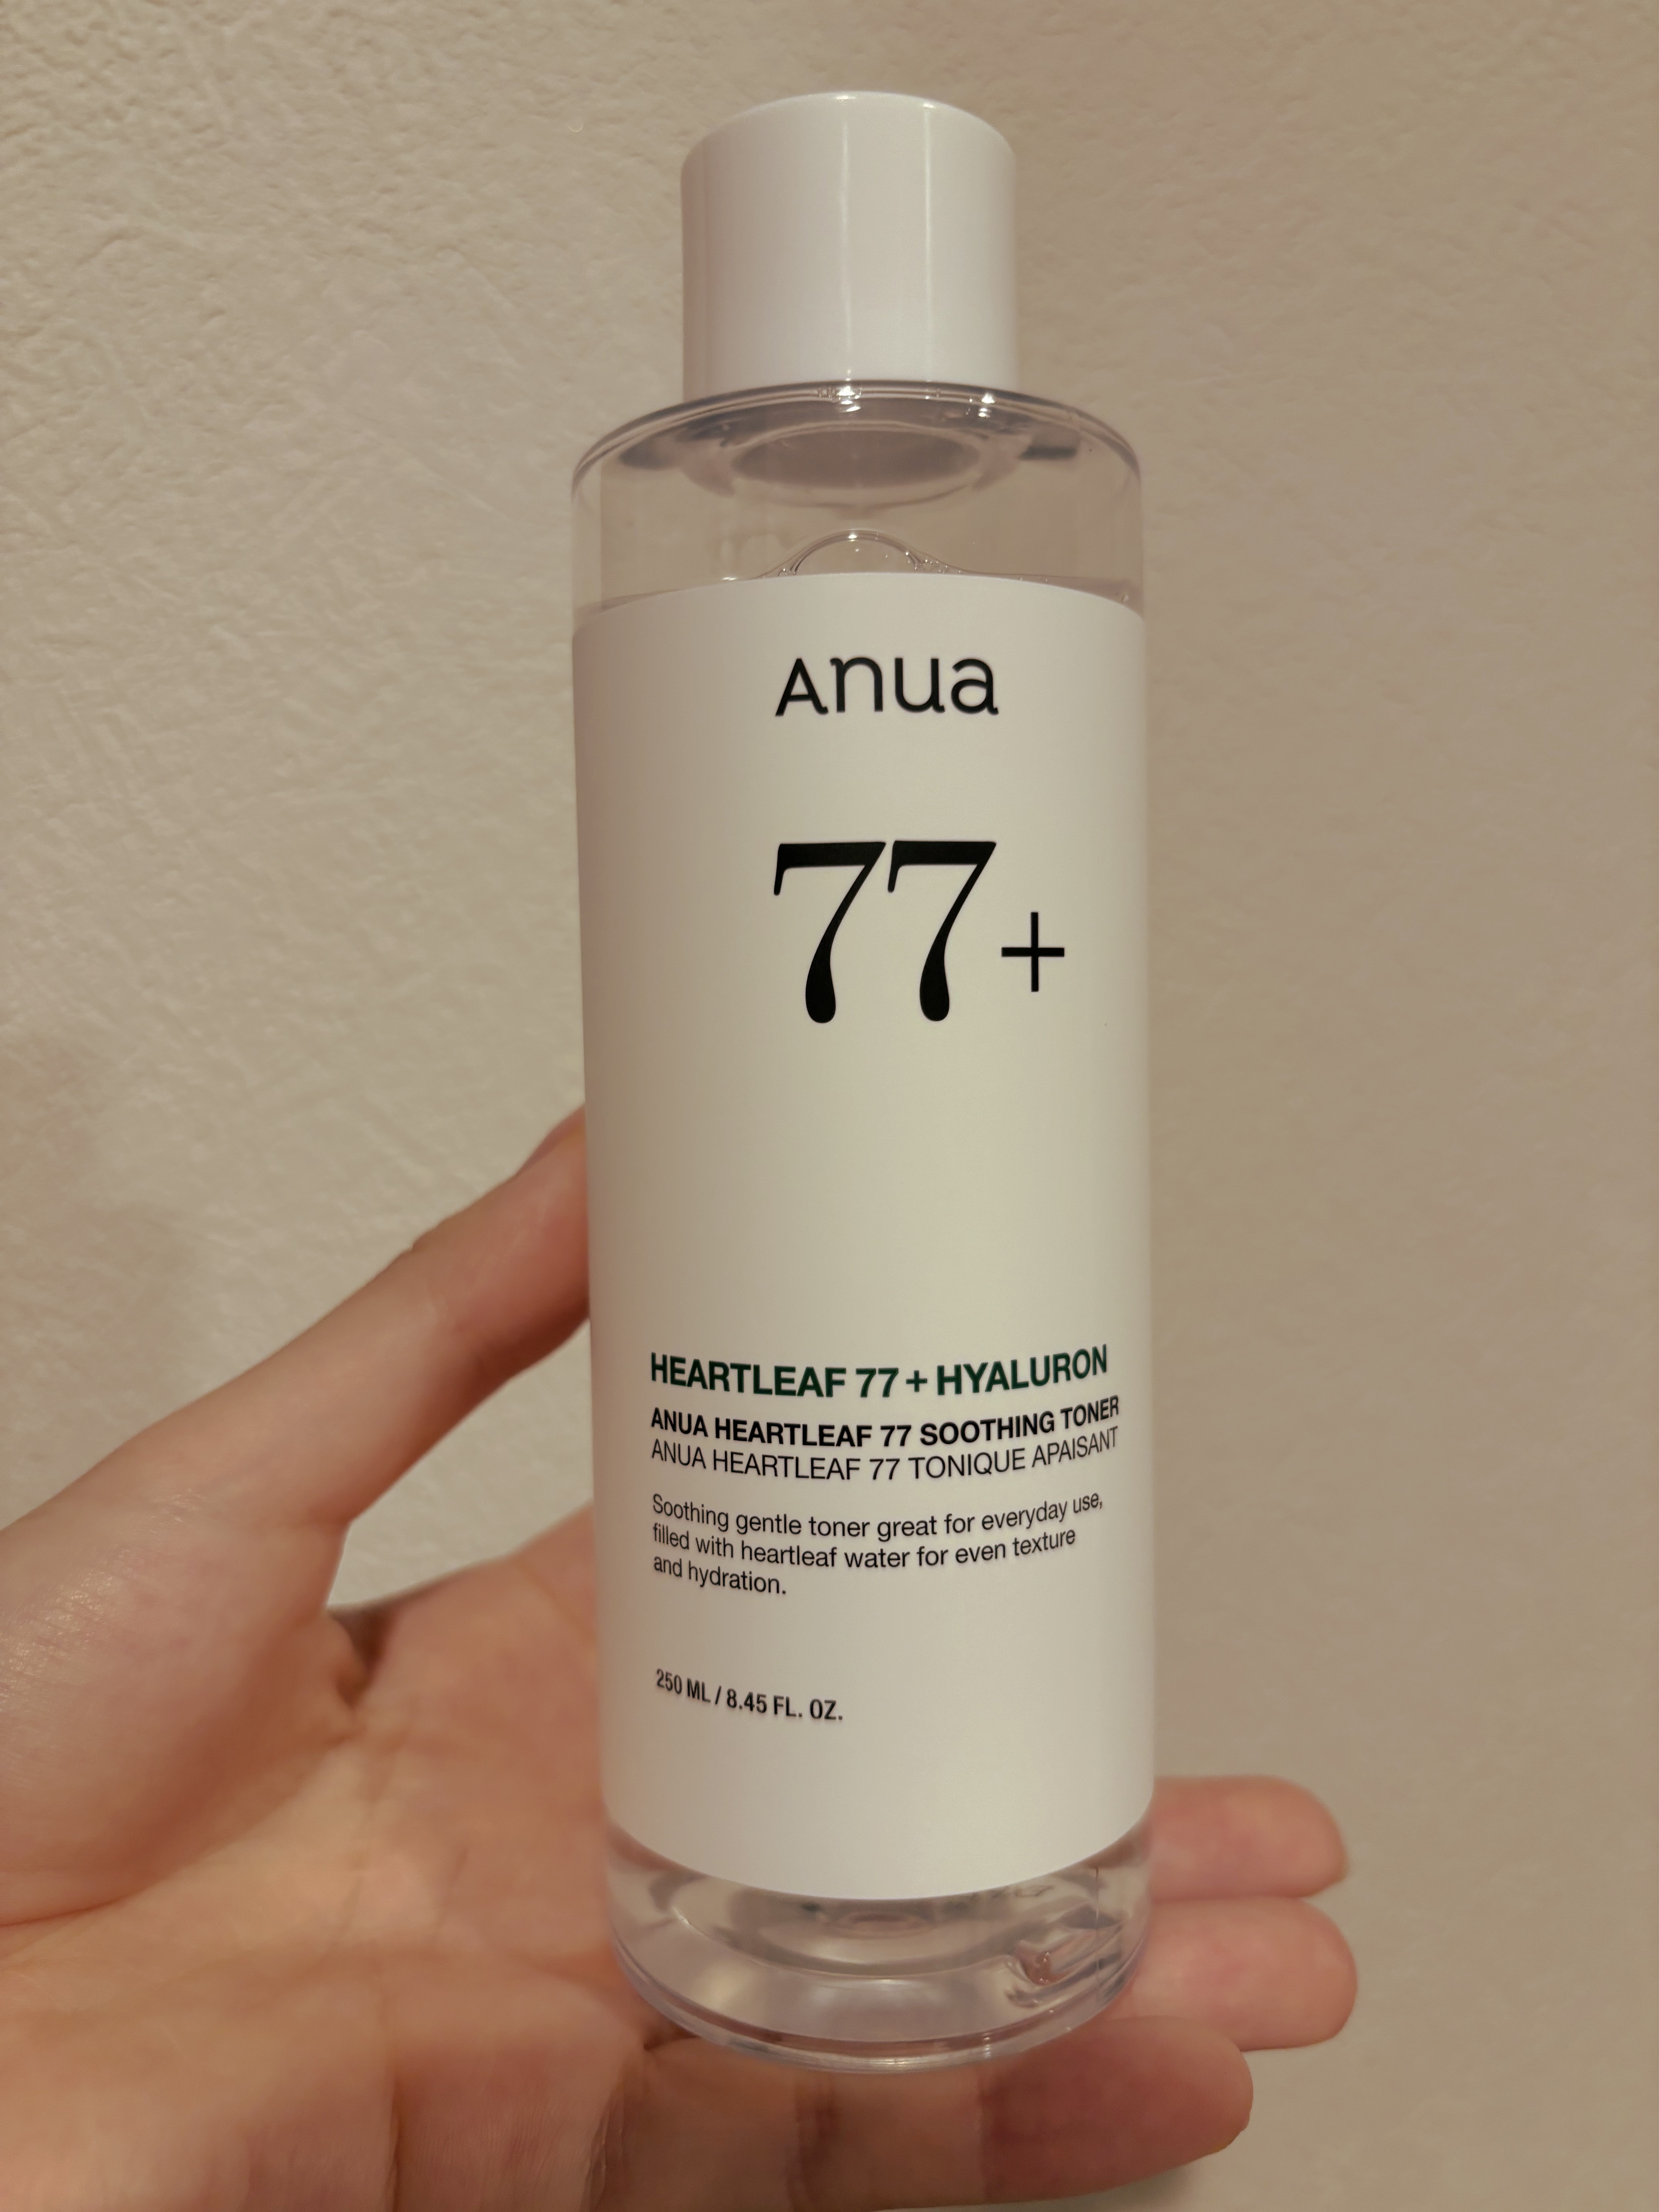 Anua
77+
HEARTLEAF 77 + HYALURON
ANUA HEARTLEAF 77 SOOTHING TONER
ANUA HEARTLEAF 77 TONIQUE APAISANT
Soothing gentle toner great for everyday use,
filled with heartleaf water for even texture
and hydration.
250 ML / 8.45 FL. OZ.